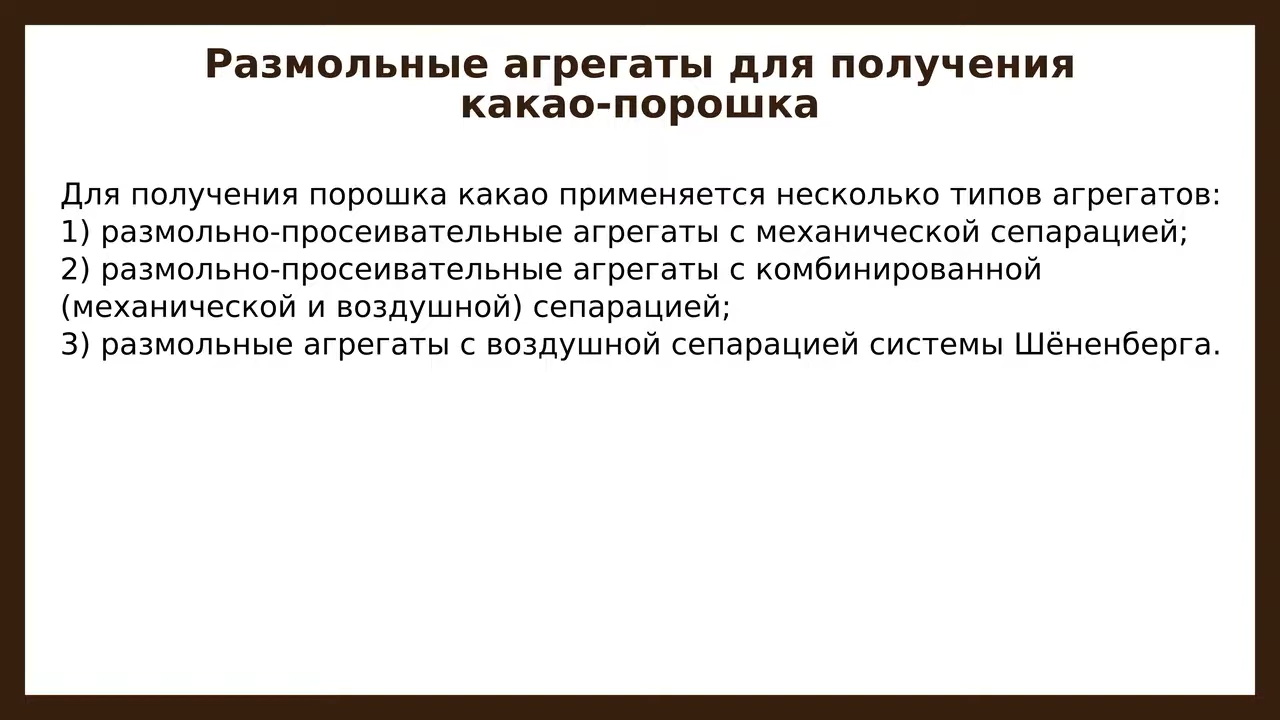 Размольные агрегаты для получения
какао-порошка
Для получения порошка какао применяется несколько типов агрегатов:
1) размольно-просеивательные агрегаты с механической сепарацией;
2) размольно-просеивательные агрегаты с комбинированной
(механической и воздушной) сепарацией;
3) размольные агрегаты с воздушной сепарацией системы Шёненберга.